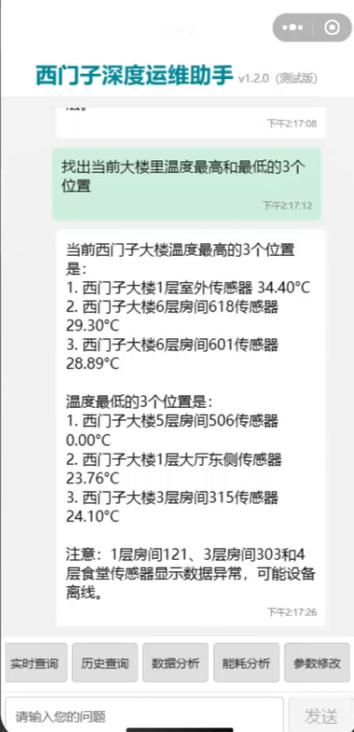 西门子深度运维助手 v1.2.0（测试版）
下午2:17:08
找出当前大楼里温度最高和最低的3个
位置
下午2:17:12
当前西门子大楼温度最高的3个位置
是：
1. 西门子大楼1层室外传感器 34.40°C
2. 西门子大楼6层房间618传感器
29.30°C
3. 西门子大楼6层房间601传感器
28.89°C
温度最低的3个位置是：
1. 西门子大楼5层房间506传感器
0.00°C
2. 西门子大楼1层大厅东侧传感器
23.76°C
3. 西门子大楼3层房间315传感器
24.10°C
注意：1层房间121、3层房间303和4
层食堂传感器显示数据异常，可能设备
离线。
下午2:17:26
实时查询 历史查询 数据分析 能耗分析 参数修改
请输入您的问题 发送